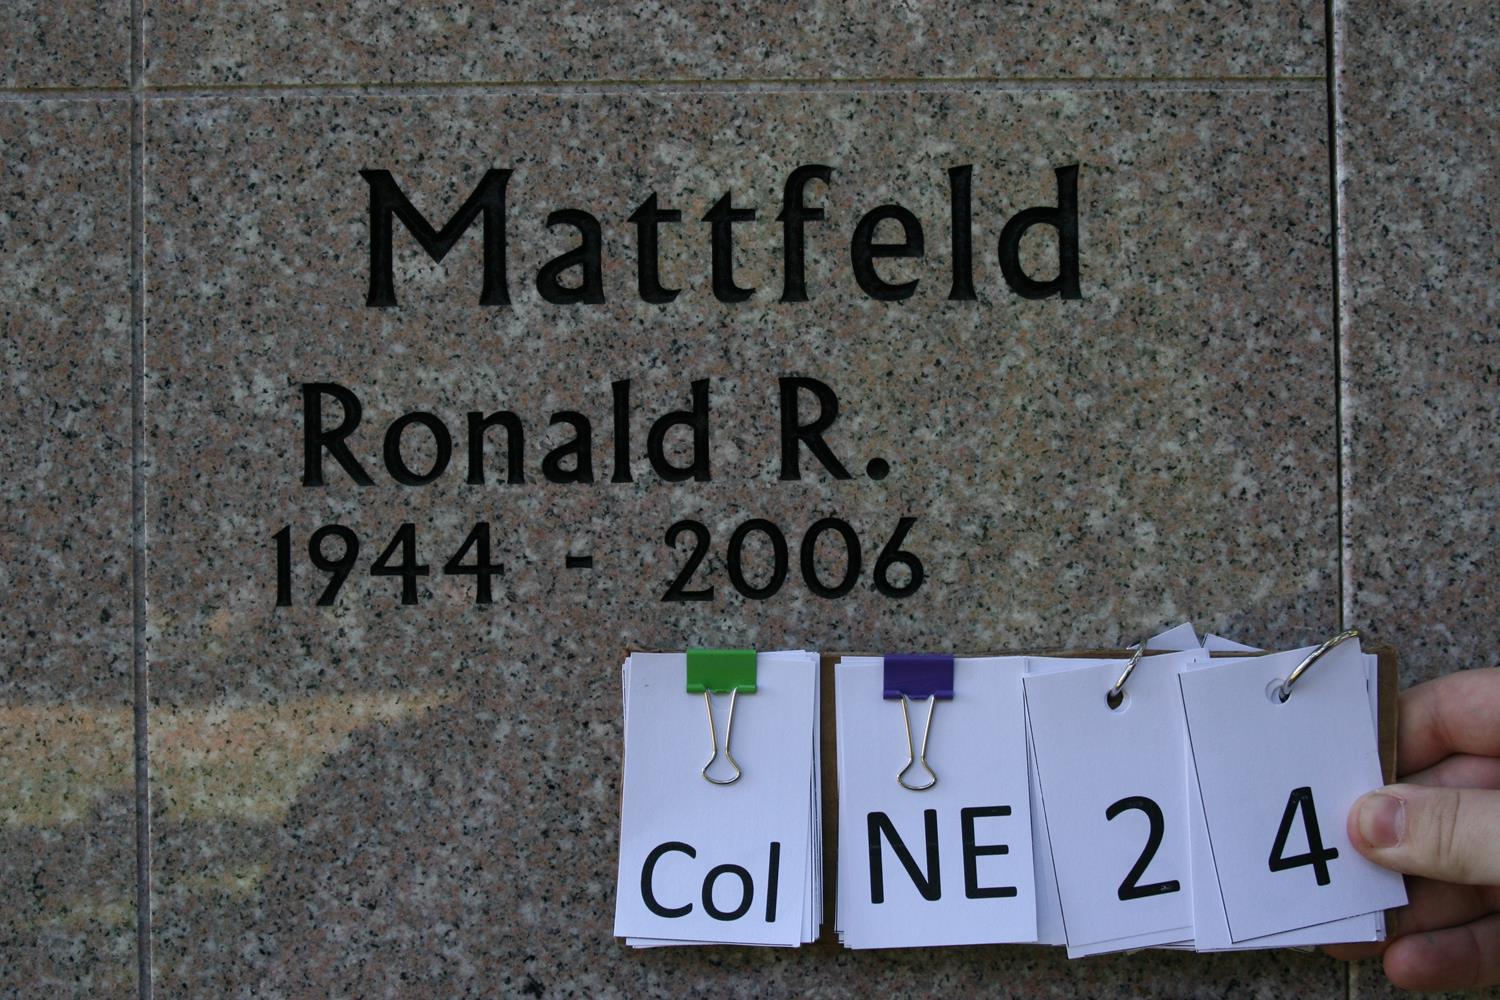 Mattfeld
Ronald R.
1944 - 2006
Col NE 2 4